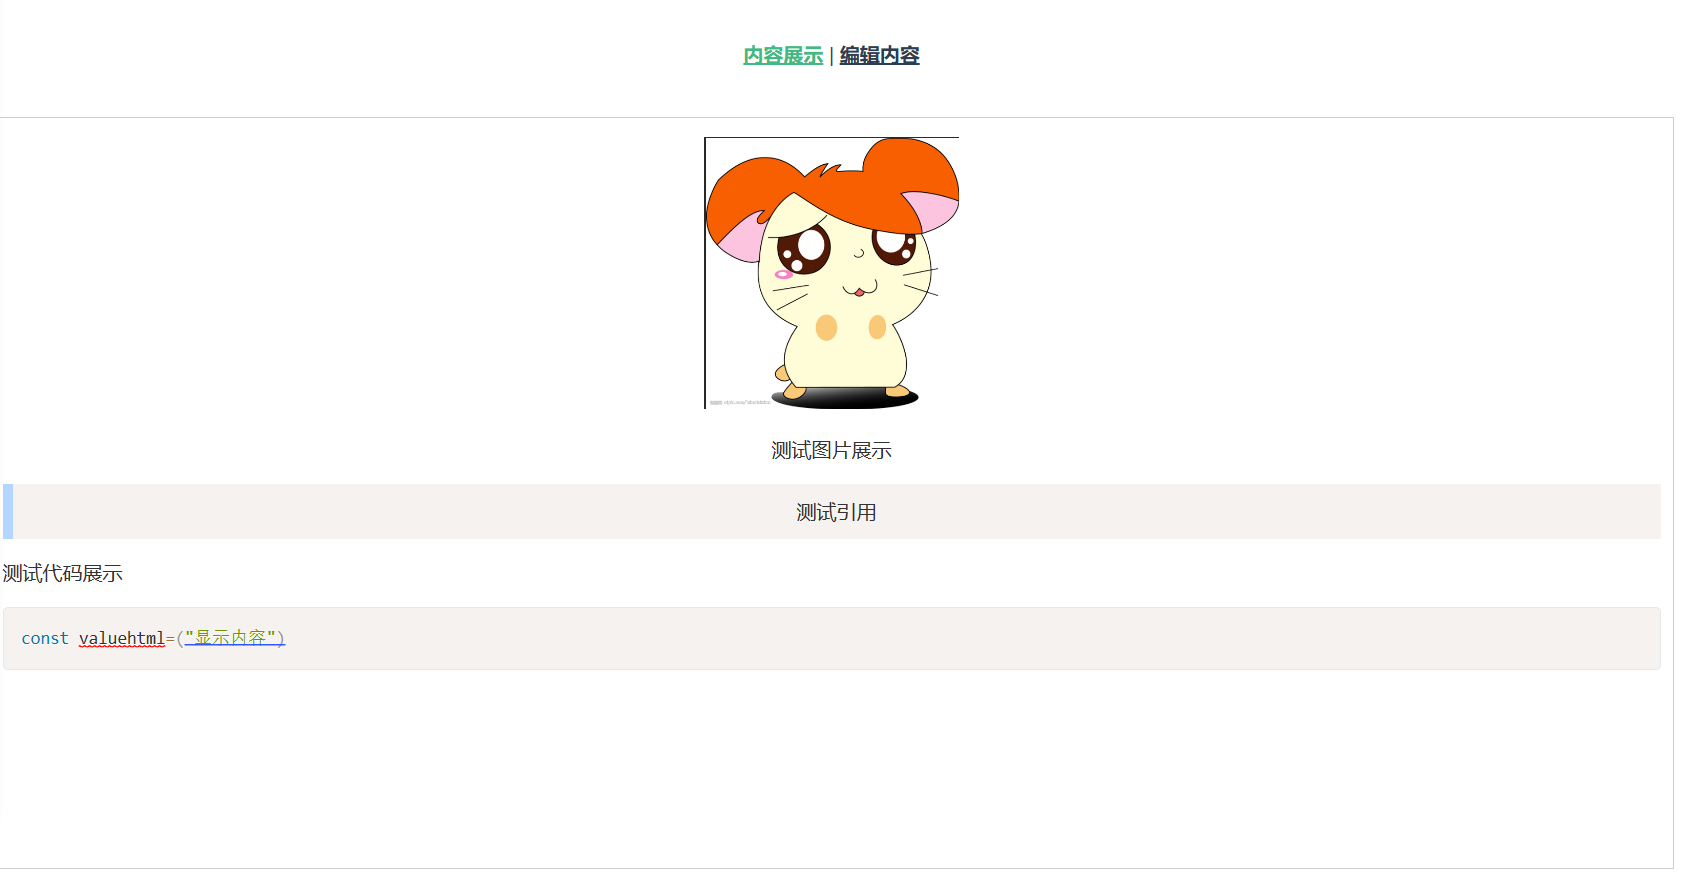 内容展示 | 编辑内容
测试图片展示
测试引用
测试代码展示
const valuehtml=("显示内容")